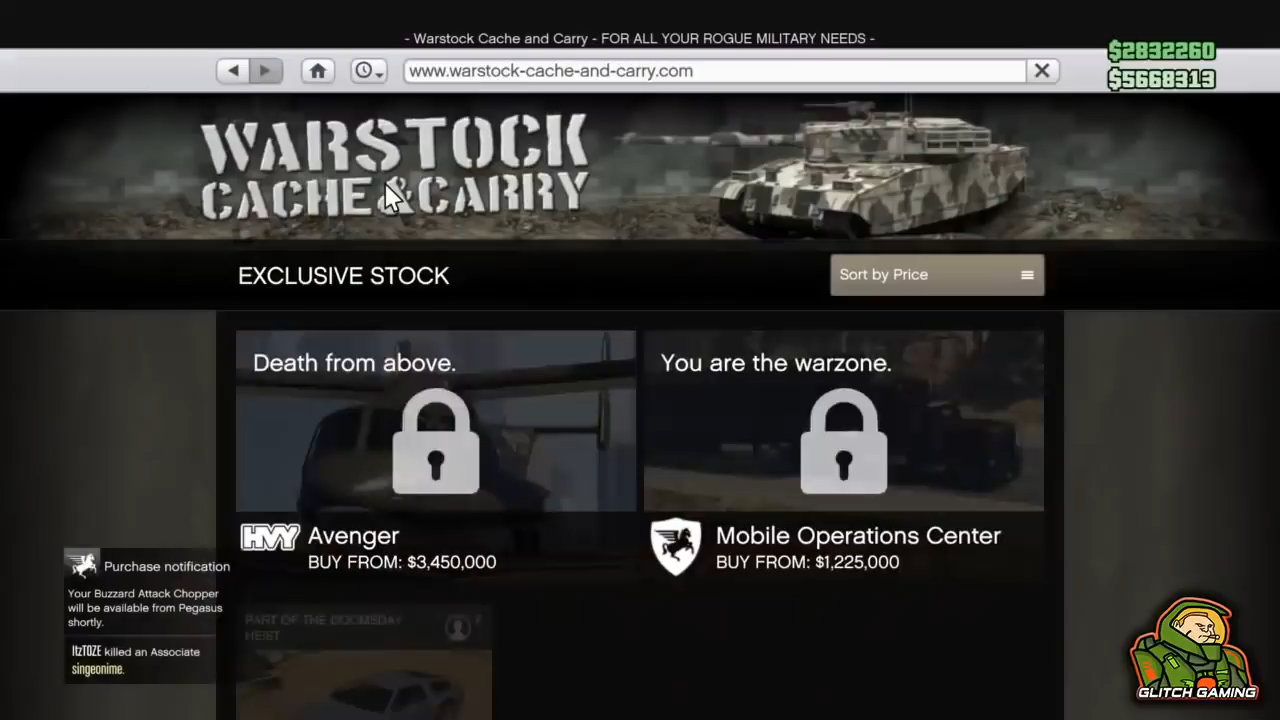 - Warstock Cache and Carry - FOR ALL YOUR ROGUE MILITARY NEEDS -
$2832260
www.warstock-cache-and-carry.com
$5668313
WARSTOCK
CACHE & CARRY
EXCLUSIVE STOCK
Sort by Price
Death from above.
You are the warzone.
HVY Avenger
BUY FROM: $3,450,000
Mobile Operations Center
BUY FROM: $1,225,000
Purchase notification
Your Buzzard Attack Chopper
will be available from Pegasus
shortly.
ItzTOZE killed an Associate
singeonime.
PART OF THE DOOMSDAY
HEIST
GLITCH GAMING